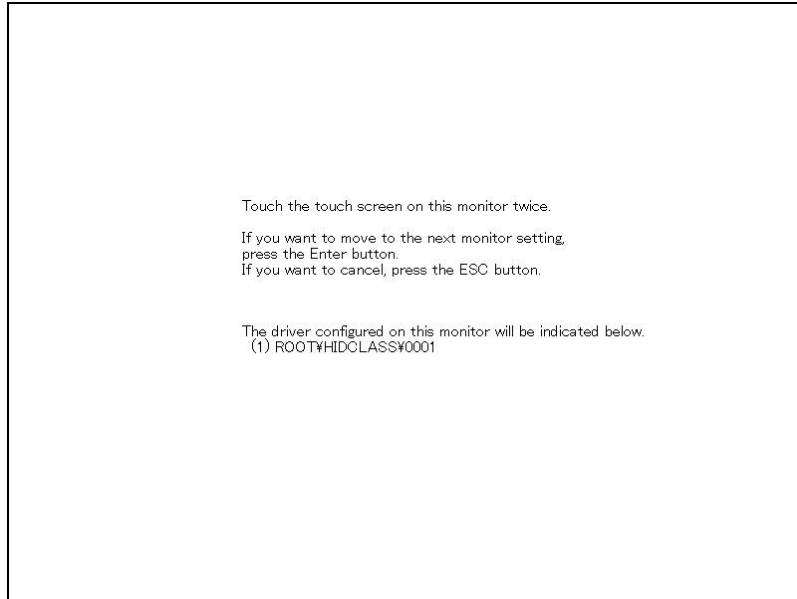 Touch the touch screen on this monitor twice.
If you want to move to the next monitor setting,
press the Enter button.
If you want to cancel, press the ESC button.
The driver configured on this monitor will be indicated below.
(1) ROOT¥HIDCLASS¥0001